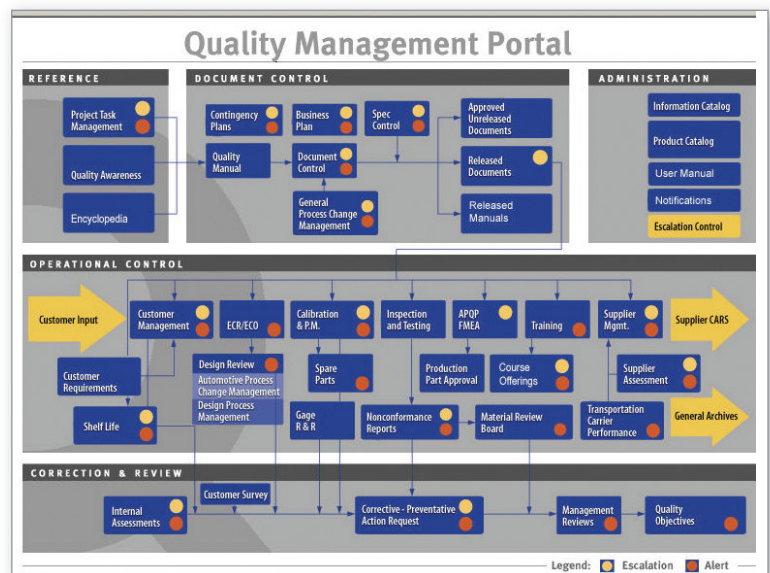 Quality Management Portal
REFERENCE
Project Task
Management
Quality Awareness
Encyclopedia
DOCUMENT CONTROL
Contingency
Plans
Business
Plan
Spec
Control
Quality
Manual
Document
Control
General
Process Change
Management
Approved
Unreleased
Documents
Released
Documents
Released
Manuals
ADMINISTRATION
Information Catalog
Product Catalog
User Manual
Notifications
Escalation Control
OPERATIONAL CONTROL
Customer Input
Customer
Management
ECR/ECO
Calibration
& P.M.
Inspection
and Testing
APQP
FMEA
Training
Supplier
Mgmt.
Supplier CARS
Customer
Requirements
Design Review
Automotive Process
Change Management
Design Process
Management
Spare
Parts
Production
Part Approval
Course
Offerings
Supplier
Assessment
Shelf Life
Gage
R & R
Nonconformance
Reports
Material Review
Board
Transportation
Carrier
Performance
General Archives
CORRECTION & REVIEW
Internal
Assessments
Customer Survey
Corrective - Preventative
Action Request
Management
Reviews
Quality
Objectives
Legend: Escalation Alert